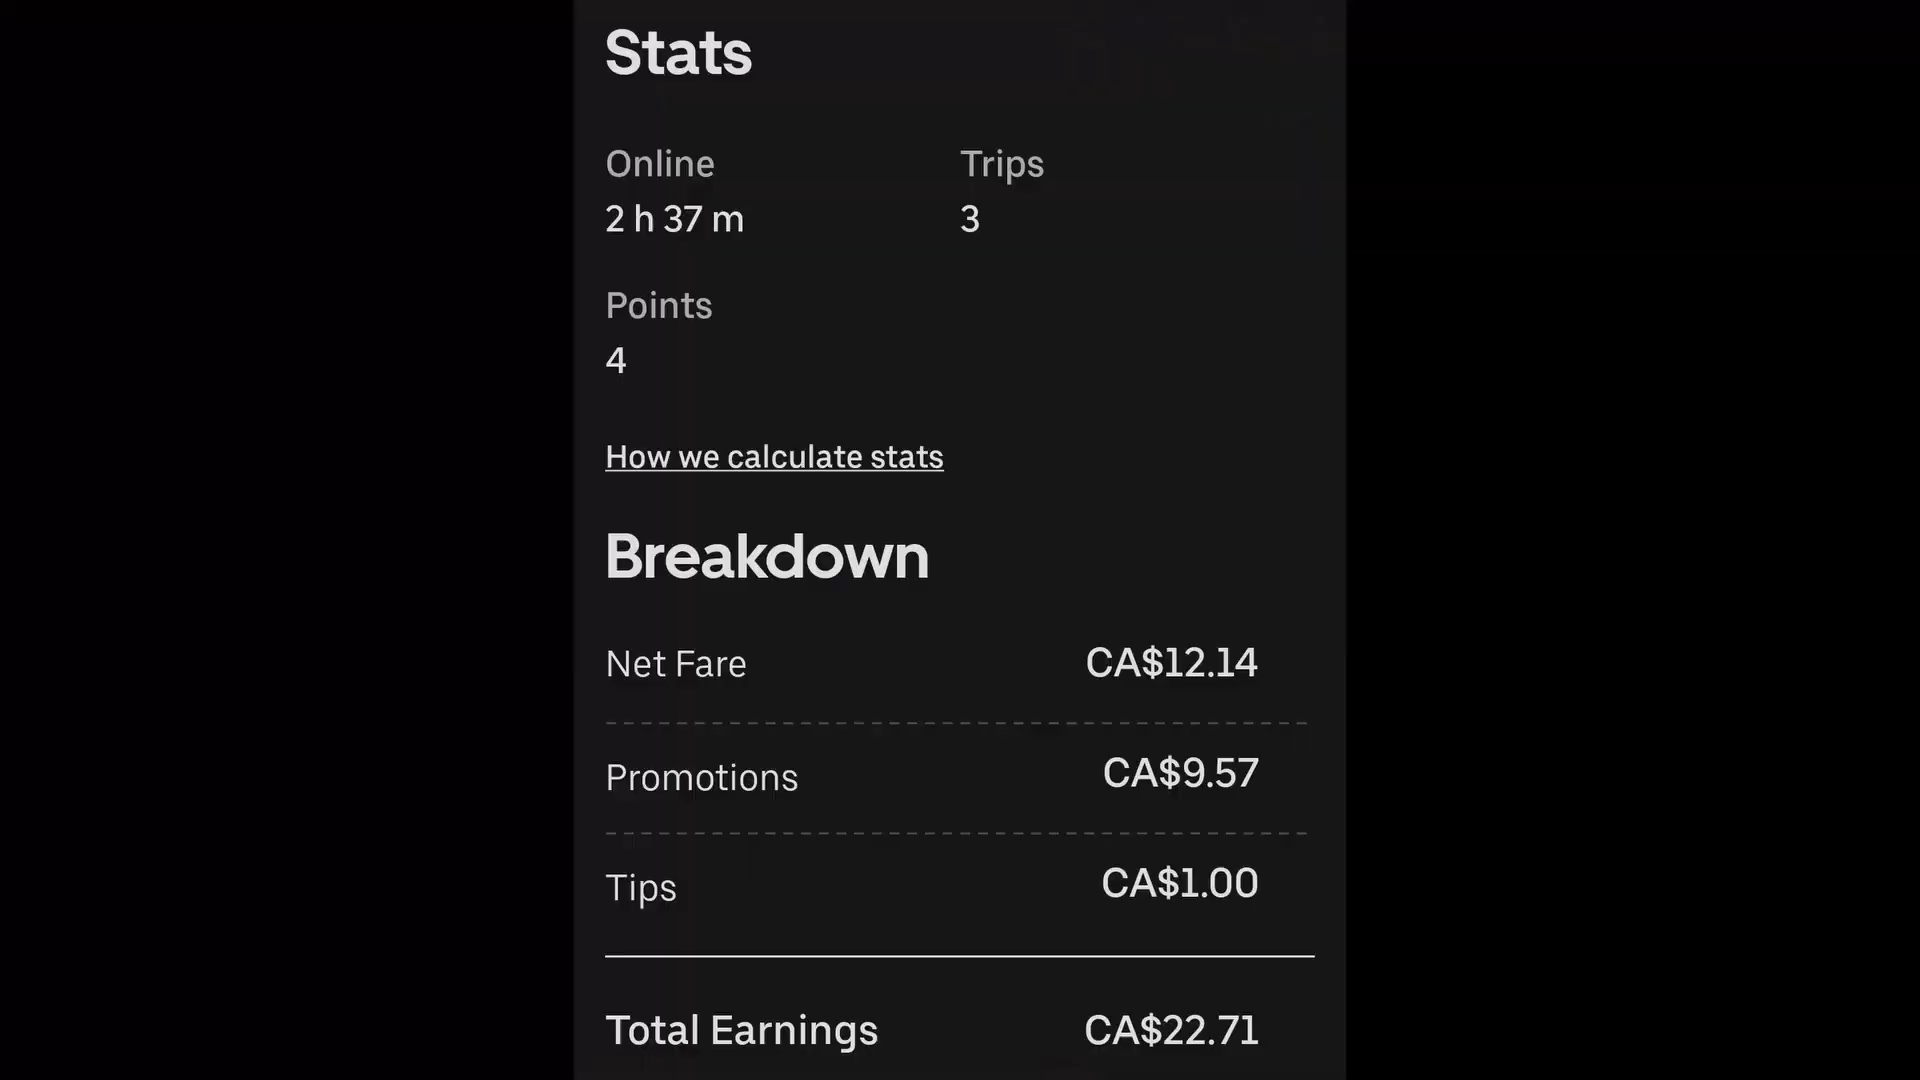 Stats
Online Trips
2 h 37 m 3
Points
4
How we calculate stats
Breakdown
Net Fare CA$12.14
Promotions CA$9.57
Tips CA$1.00
Total Earnings CA$22.71